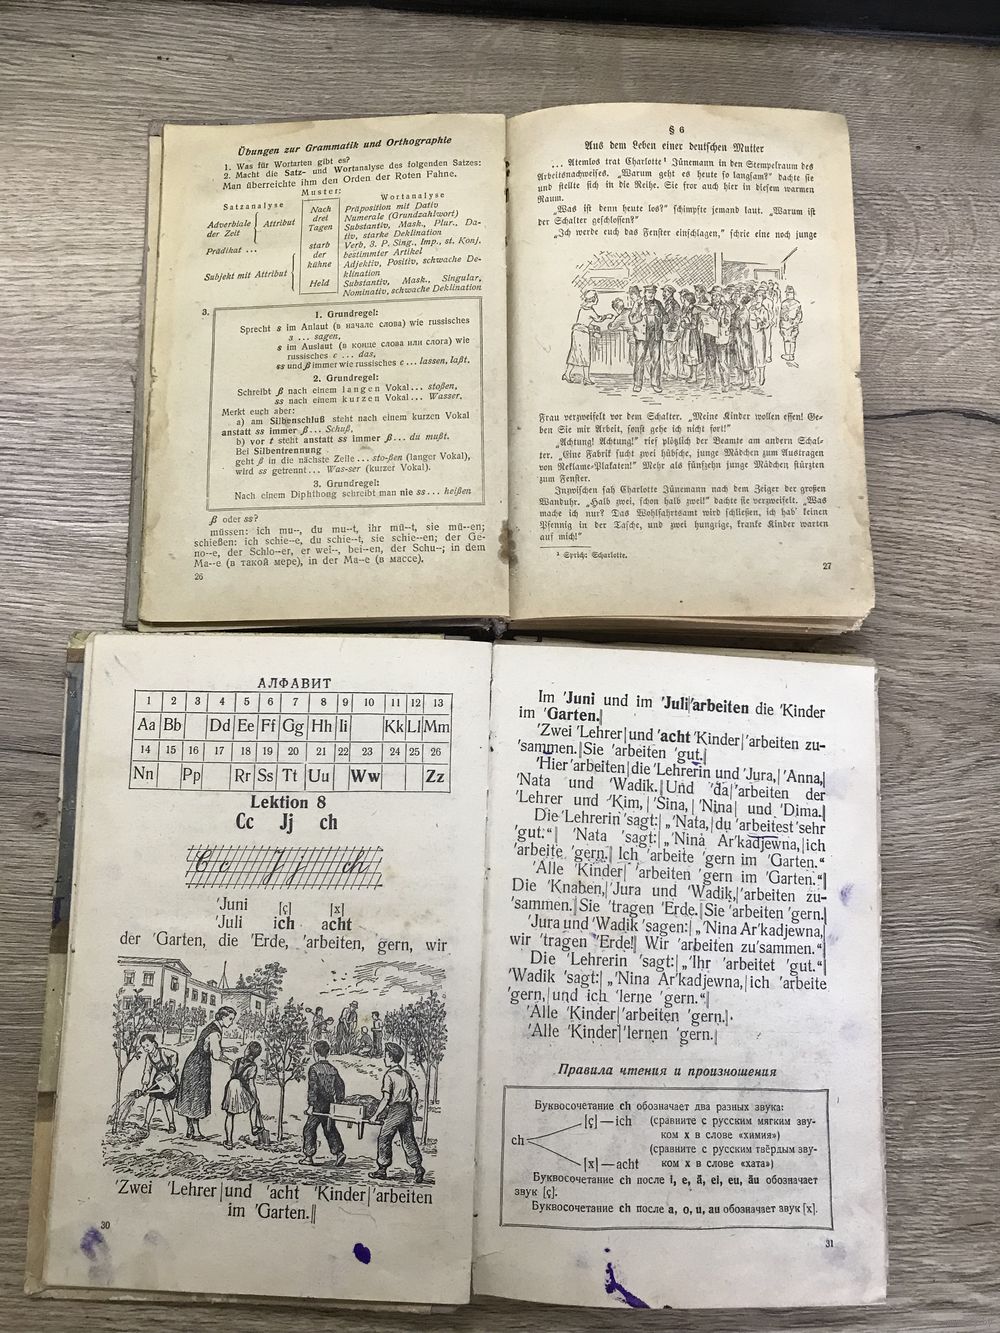 Übungen zur Grammatik und Orthographie
1. Was für Wortarten gibt es?
2. Macht die Satz- und Wortanalyse des folgenden Satzes:
Man überreichte ihm den Orden der Roten Fahne.
Muster:
Satzanalyse
Wortanalyse
Adverbiale der Zeit
Attribut
Nach
Präposition mit Dativ
drei
Numerale (Grundzahlwort)
Tagen
Substantiv, Mask., Plur., Da-
tiv, starke Deklination
Prädikat ...
starb
Verb, 3. P. Sing., Imp., st. Konj.
Subjekt mit Attribut
der
bestimmter Artikel
kühne
Adjektiv, Positiv, schwache De-
klination
Held
Substantiv, Mask., Singular,
Nominativ, schwache Deklination
3.
1. Grundregel:
Sprecht s im Anlaut (в начале слова) wie russisches
з ... sagen,
s im Auslaut (в конце слова или слога) wie
russisches с ... das,
ss und ß immer wie russisches с ... lassen, laßt.
2. Grundregel:
Schreibt ß nach einem langen Vokal ... stoßen,
ss nach einem kurzen Vokal ... Wasser.
Merkt euch aber:
a) am Silbenschluß steht nach einem kurzen Vokal
anstatt ss immer ß ... Schuß,
b) vor t steht anstatt ss immer ß ... du mußt.
Bei Silbentrennung
geht ß in die nächste Zeile ... sto-ßen (langer Vokal),
wird ss getrennt ... Was-ser (kurzer Vokal).
3. Grundregel:
Nach einem Diphthong schreibt man nie ss ... heißen
ß oder ss?
müssen: ich mu--, du mu--t, ihr mü--t, sie mü--en;
schießen: ich schie--e, du schie--t, sie schie--en; der Ge-
no--e, der Schlo--er, er wei--, bei--en, der Schu--; in dem
Ma--e (в такой мере), in der Ma--e (в массе).
26
§ 6
Aus dem Leben einer deutschen Mutter
... Atemlos trat Charlotte¹ Jünemann in den Stempelraum des
Arbeitsnachweises. „Warum geht es heute so langsam?“ dachte sie
und stellte sich in die Reihe. Sie fror auch hier in diesem warmen
Raum.
„Was ist denn heute los?“ schimpfte jemand laut. „Warum ist
der Schalter geschlossen?“
„Ich werde euch das Fenster einschlagen,“ schrie eine noch junge
Frau verzweifelt vor dem Schalter. „Meine Kinder wollen essen! Ge-
ben Sie mir Arbeit, sonst gehe ich nicht fort!“
„Achtung! Achtung!“ rief plötzlich der Beamte am andern Schal-
ter. „Eine Fabrik sucht zwei hübsche, junge Mädchen zum Austragen
von Reklame-Plakaten!“ Mehr als fünfzehn junge Mädchen stürzten
zum Fenster.
Inzwischen sah Charlotte Jünemann nach dem Zeiger der großen
Wanduhr. „Halb zwei, schon halb zwei!“ dachte sie verzweifelt. „Was
mache ich nur? Das Wohlfahrtsamt wird schließen, ich hab' keinen
Pfennig in der Tasche, und zwei hungrige, kranke Kinder warten
auf mich!“
¹ Sprich: Scharlotte.
27
АЛФАВИТ
1 2 3 4 5 6 7 8 9 10 11 12 13
Aa Bb Dd Ee Ff Gg Hh Ii Kk Ll Mm
14 15 16 17 18 19 20 21 22 23 24 25 26
Nn Pp Rr Ss Tt Uu Ww Zz
Lektion 8
Cc Jj ch
C c J j ch
'Juni [ç] [x]
'Juli ich acht
der 'Garten, die 'Erde, 'arbeiten, gern, wir
'Zwei 'Lehrer|und 'acht 'Kinder|'arbeiten
im 'Garten.||
30
Im 'Juni und im 'Juli|'arbeiten die 'Kinder
im 'Garten.|
'Zwei 'Lehrer|und 'acht 'Kinder|'arbeiten zu-
'sammen.|Sie 'arbeiten 'gut.|
'Hier 'arbeiten|die 'Lehrerin und 'Jura,|'Anna,|
'Nata und 'Wadik.| Und 'da|'arbeiten der
'Lehrer und 'Kim,|'Sina,|'Nina| und 'Dima.|
Die 'Lehrerin 'sagt:| „'Nata,|du 'arbeitest 'sehr
'gut.“| 'Nata 'sagt:| „'Nina Ar'kadjewna,|ich
'arbeite 'gern.| Ich 'arbeite 'gern im 'Garten.“
'Alle 'Kinder| 'arbeiten 'gern im 'Garten.“|
Die 'Knaben,|'Jura und 'Wadik,|'arbeiten zu-
'sammen.|Sie 'tragen 'Erde.|Sie 'arbeiten 'gern.|
'Jura und 'Wadik 'sagen:| „'Nina Ar'kadjewna,
wir 'tragen 'Erde!| Wir 'arbeiten zu'sammen.“|
Die 'Lehrerin 'sagt:| „'Ihr 'arbeitet 'gut.“|
'Wadik 'sagt:| „'Nina Ar'kadjewna,|ich 'arbeite
'gern,|und ich 'lerne 'gern.“|
'Alle 'Kinder|'arbeiten 'gern.|
'Alle 'Kinder|'lernen 'gern.|
Правила чтения и произношения
Буквосочетание ch обозначает два разных звука:
[ç]—ich (сравните с русским мягким зву-
ком х в слове «химия»)
ch
(сравните с русским твёрдым зву-
[x]—acht ком х в слове «хата»)
Буквосочетание ch после i, e, ä, ei, eu, äu обозначает
звук [ç];
Буквосочетание ch после a, o, u, au обозначает звук [x].
31